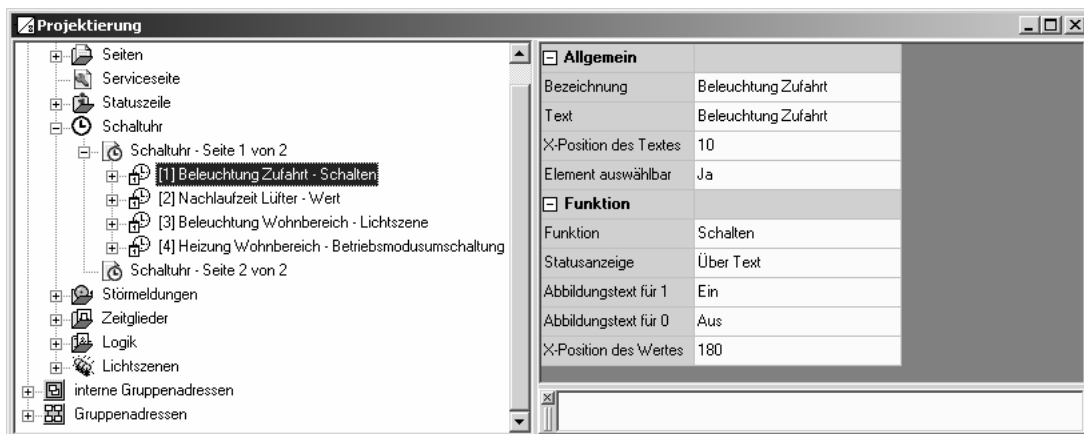 Projektierung
Seiten
Serviceseite
Statuszeile
Schaltuhr
Schaltuhr - Seite 1 von 2
[1] Beleuchtung Zufahrt - Schalten
[2] Nachlaufzeit Lüfter - Wert
[3] Beleuchtung Wohnbereich - Lichtszene
[4] Heizung Wohnbereich - Betriebsmodusumschaltung
Schaltuhr - Seite 2 von 2
Störmeldungen
Zeitglieder
Logik
Lichtszenen
interne Gruppenadressen
Gruppenadressen
Allgemein
Bezeichnung Beleuchtung Zufahrt
Text Beleuchtung Zufahrt
X-Position des Textes 10
Element auswählbar Ja
Funktion
Funktion Schalten
Statusanzeige Über Text
Abbildungstext für 1 Ein
Abbildungstext für 0 Aus
X-Position des Wertes 180